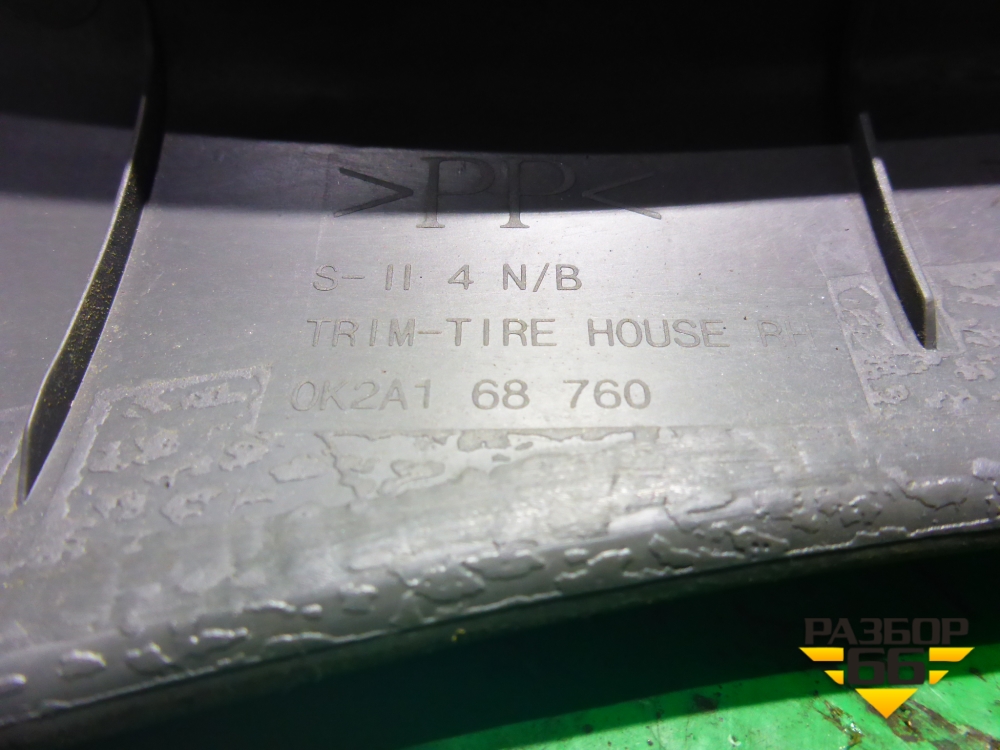 >PP<
S-II 4 N/B
TRIM-TIRE HOUSE
0K2A1 68 760
РАЗБОР
66